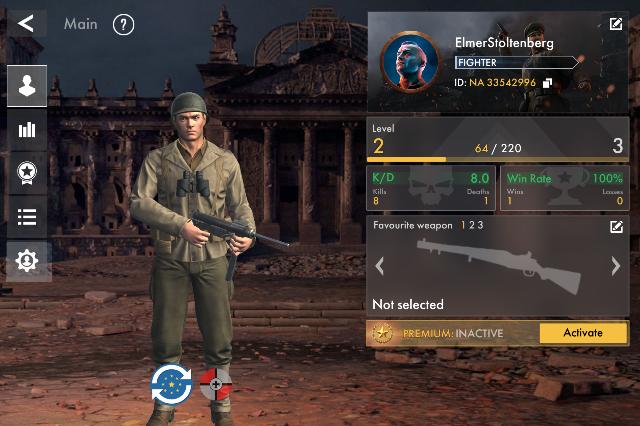 Main ?
ElmerStoltenberg
FIGHTER
ID: NA 33542996
Level
2 64 / 220 3
K/D 8.0
Kills Deaths
8 1
Win Rate 100%
Wins Losses
1 0
Favourite weapon 1 2 3
Not selected
PREMIUM: INACTIVE Activate